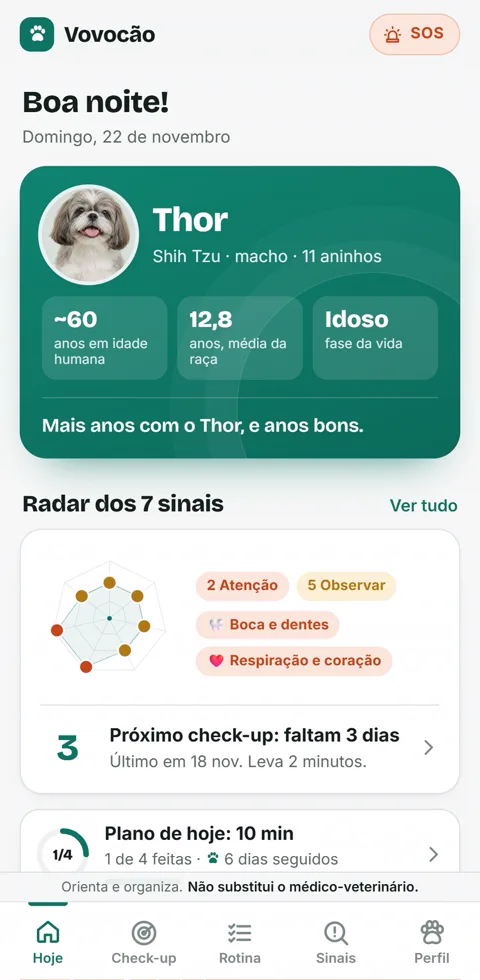 Vovocão
SOS
Boa noite!
Domingo, 22 de novembro
Thor
Shih Tzu · macho · 11 aninhos
~60
anos em idade
humana
12,8
anos, média da
raça
Idoso
fase da vida
Mais anos com o Thor, e anos bons.
Radar dos 7 sinais
Ver tudo
2 Atenção
5 Observar
Boca e dentes
Respiração e coração
3
Próximo check-up: faltam 3 dias
Último em 18 nov. Leva 2 minutos.
1/4
Plano de hoje: 10 min
1 de 4 feitas · 6 dias seguidos
Orienta e organiza. Não substitui o médico-veterinário.
Hoje
Check-up
Rotina
Sinais
Perfil